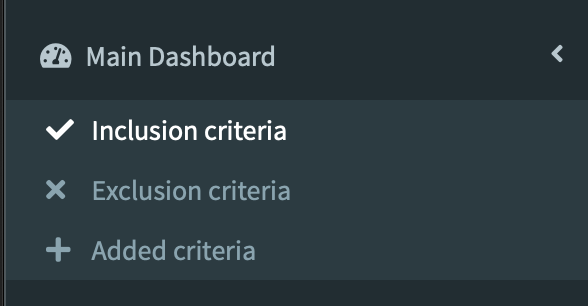 Main Dashboard
Inclusion criteria
Exclusion criteria
Added criteria